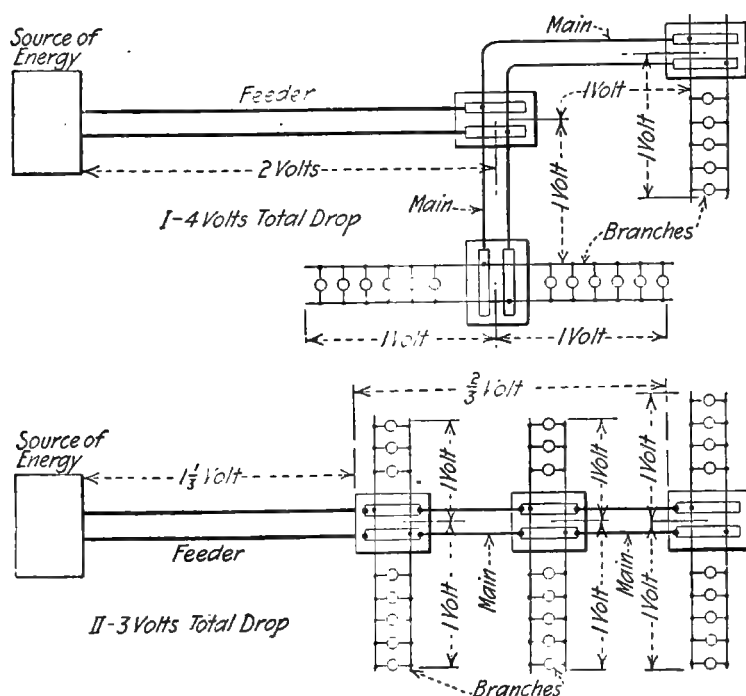 Source of
Energy
Feeder
2 Volts
I-4 Volts Total Drop
Main
Main
1 Volt
1 Volt
1 Volt
Branches
1 Volt
1 Volt
2/3 Volt
Source of
Energy
1 1/3 Volt
Feeder
II-3 Volts Total Drop
1 Volt
1 Volt
1 Volt
1 Volt
Main
1 Volt
Main
1 Volt
Branches